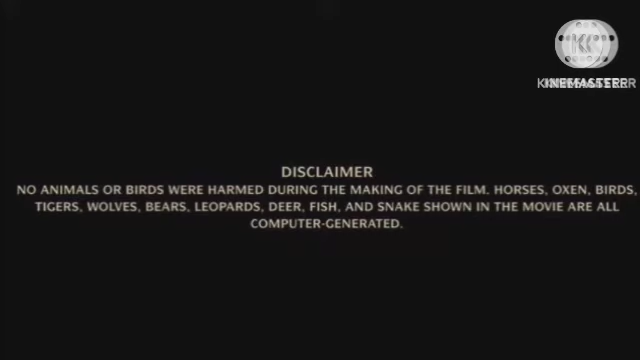 DISCLAIMER
NO ANIMALS OR BIRDS WERE HARMED DURING THE MAKING OF THE FILM. HORSES, OXEN, BIRDS,
TIGERS, WOLVES, BEARS, LEOPARDS, DEER, FISH, AND SNAKE SHOWN IN THE MOVIE ARE ALL
COMPUTER-GENERATED.